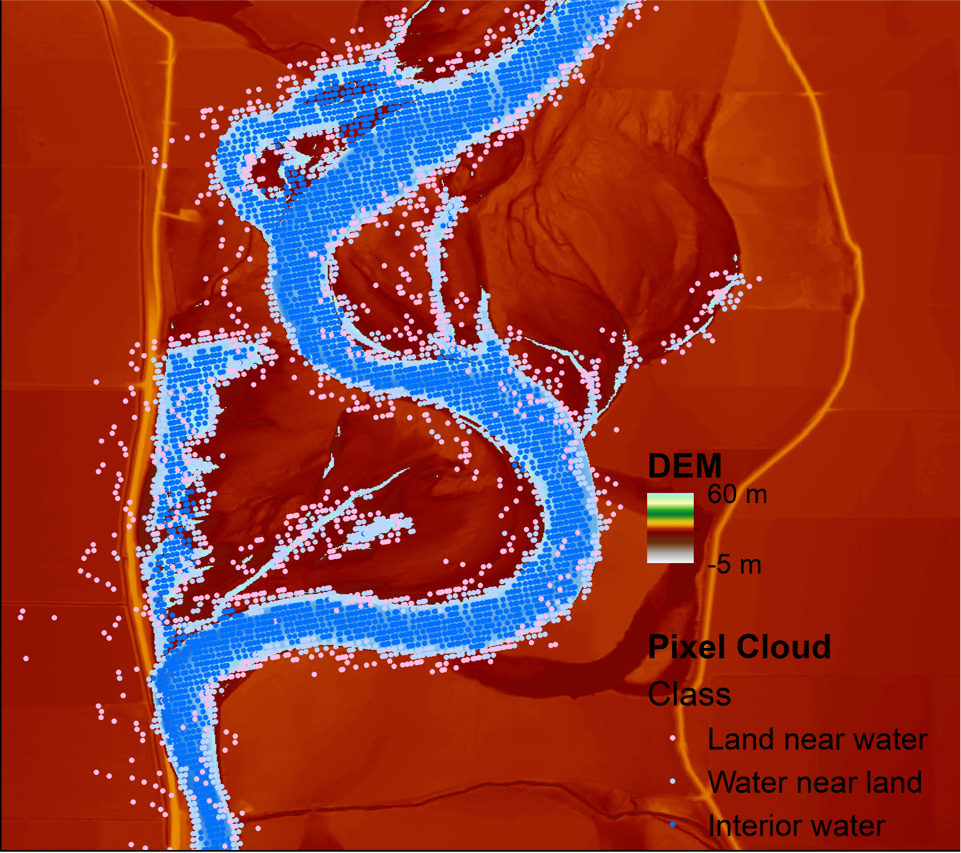 DEM
60 m
-5 m
Pixel Cloud
Class
Land near water
Water near land
Interior water